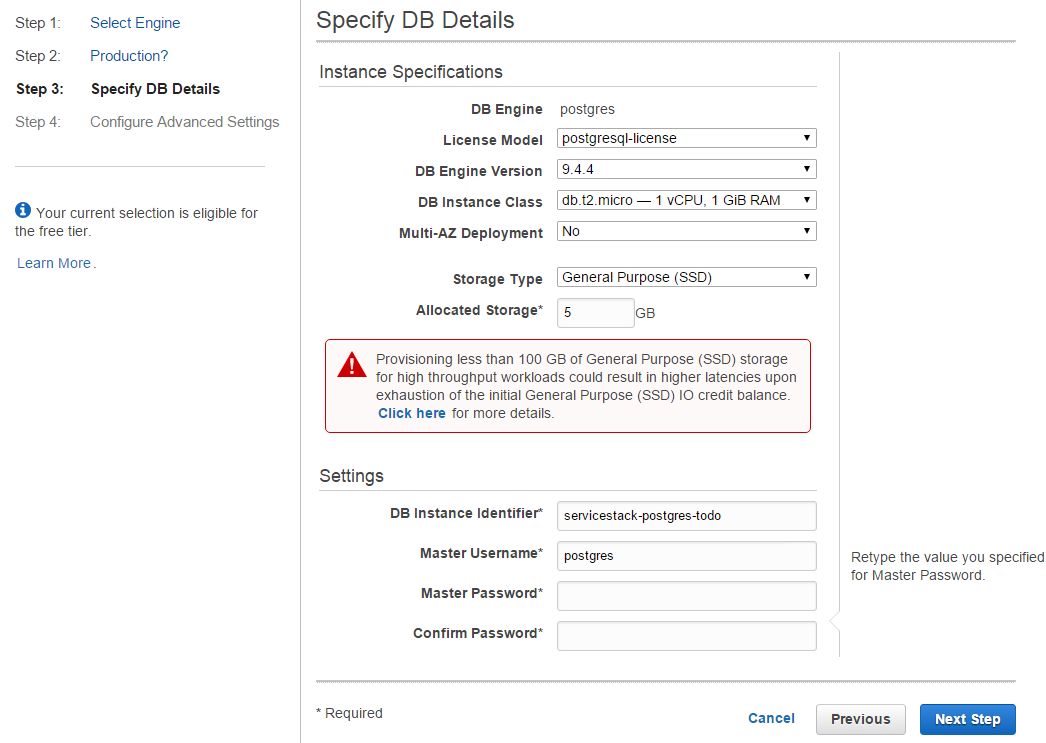 Step 1: Select Engine
Step 2: Production?
Step 3: Specify DB Details
Step 4: Configure Advanced Settings
Your current selection is eligible for
the free tier.
Learn More.
Specify DB Details
Instance Specifications
DB Engine postgres
License Model postgresql-license
DB Engine Version 9.4.4
DB Instance Class db.t2.micro — 1 vCPU, 1 GiB RAM
Multi-AZ Deployment No
Storage Type General Purpose (SSD)
Allocated Storage* 5 GB
Provisioning less than 100 GB of General Purpose (SSD) storage
for high throughput workloads could result in higher latencies upon
exhaustion of the initial General Purpose (SSD) IO credit balance.
Click here for more details.
Settings
DB Instance Identifier* servicestack-postgres-todo
Master Username* postgres
Master Password*
Confirm Password*
Retype the value you specified
for Master Password.
* Required
Cancel Previous Next Step